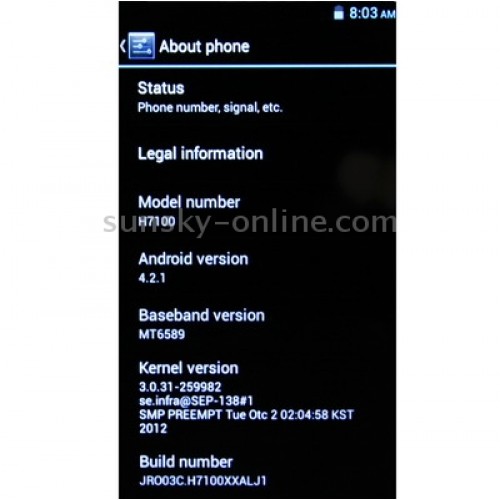 8:03 AM
About phone
Status
Phone number, signal, etc.
Legal information
Model number
H7100
sunsky-online.com
Android version
4.2.1
Baseband version
MT6589
Kernel version
3.0.31-259982
se.infra@SEP-138#1
SMP PREEMPT Tue Otc 2 02:04:58 KST
2012
Build number
JRO03C.H7100XXALJ1